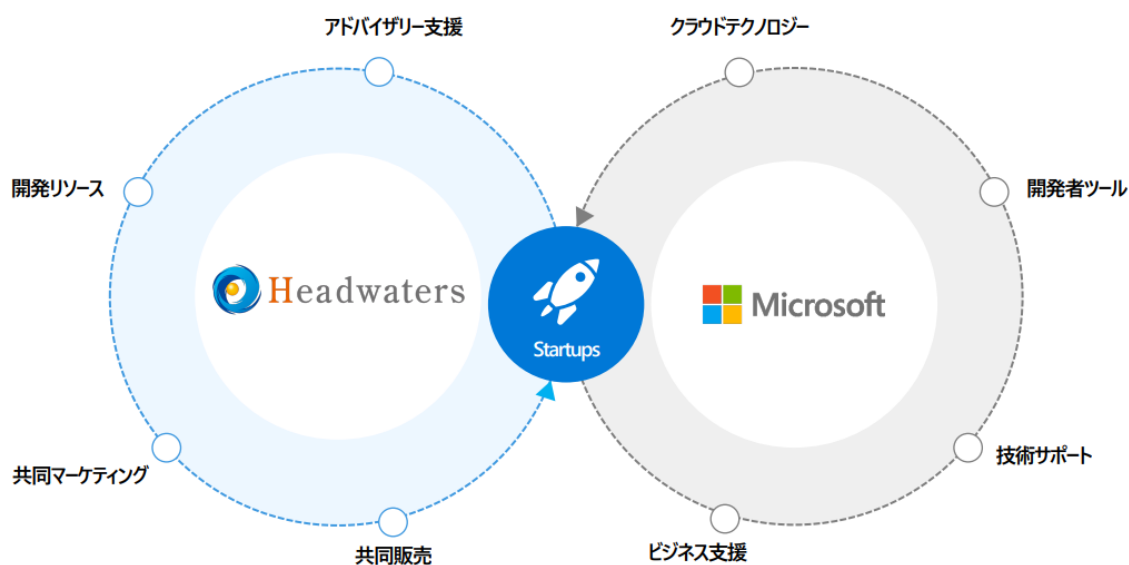 アドバイザリー支援
クラウドテクノロジー
開発リソース
開発者ツール
Headwaters
Microsoft
Startups
共同マーケティング
技術サポート
共同販売
ビジネス支援